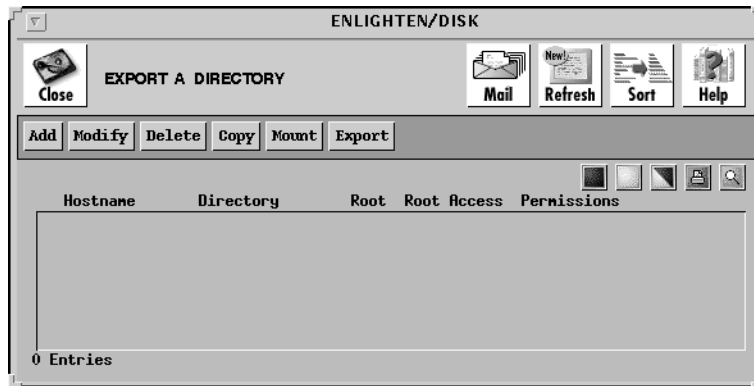 ENLIGHTEN/DISK
Close
EXPORT A DIRECTORY
Mail
New!
Refresh
Sort
Help
Add Modify Delete Copy Mount Export
Hostname Directory Root Root Access Permissions
0 Entries